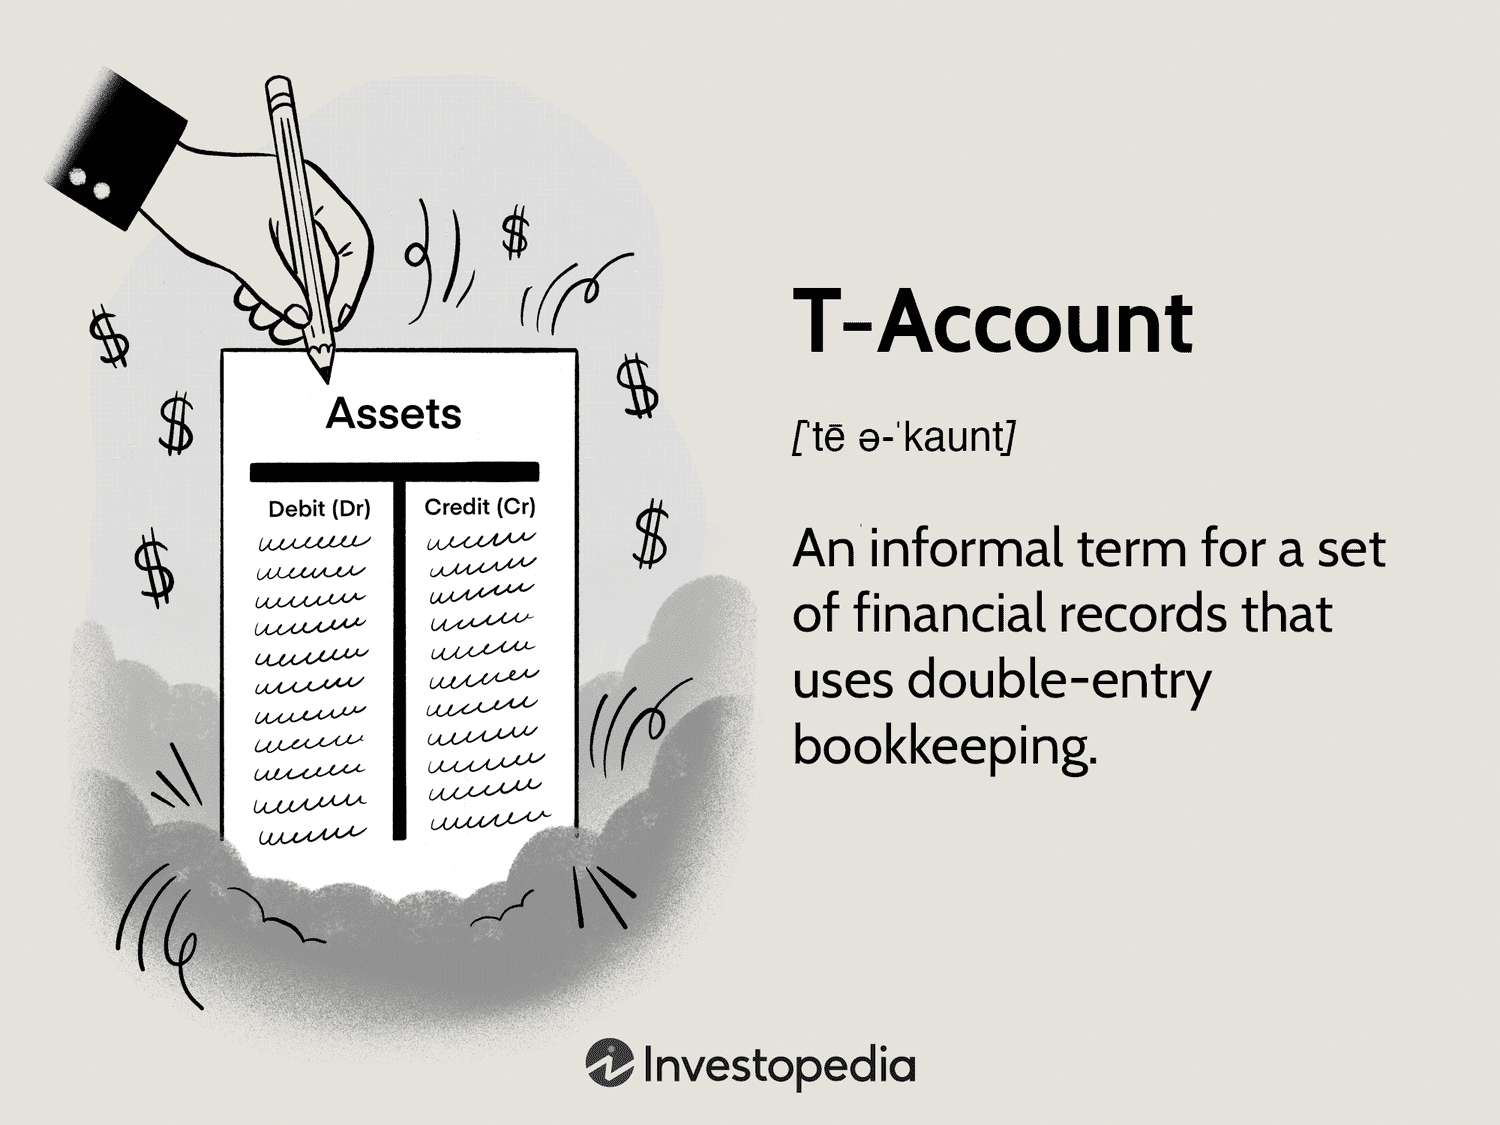 Assets
Debit (Dr)
Credit (Cr)
T-Account
[ˈtē ə-ˈkaunt]
An informal term for a set
of financial records that
uses double-entry
bookkeeping.
Investopedia